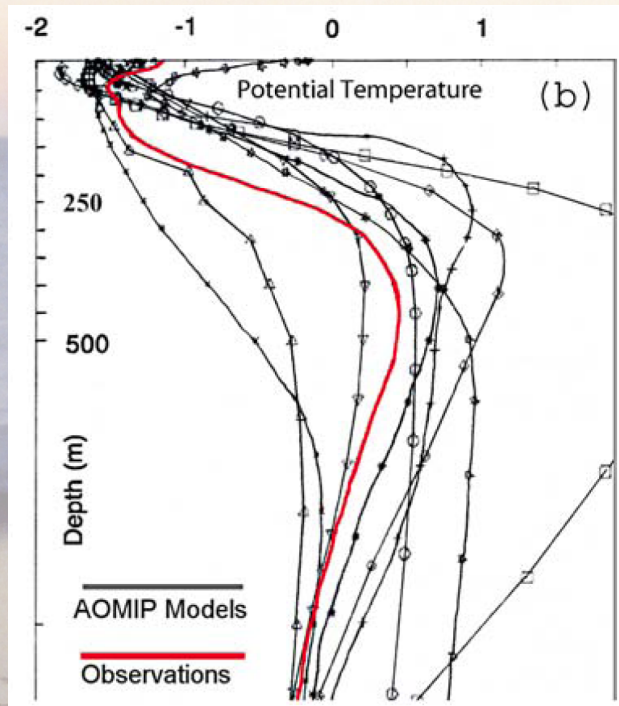 -2 -1 0 1
Potential Temperature (b)
250
500
Depth (m)
AOMIP Models
Observations